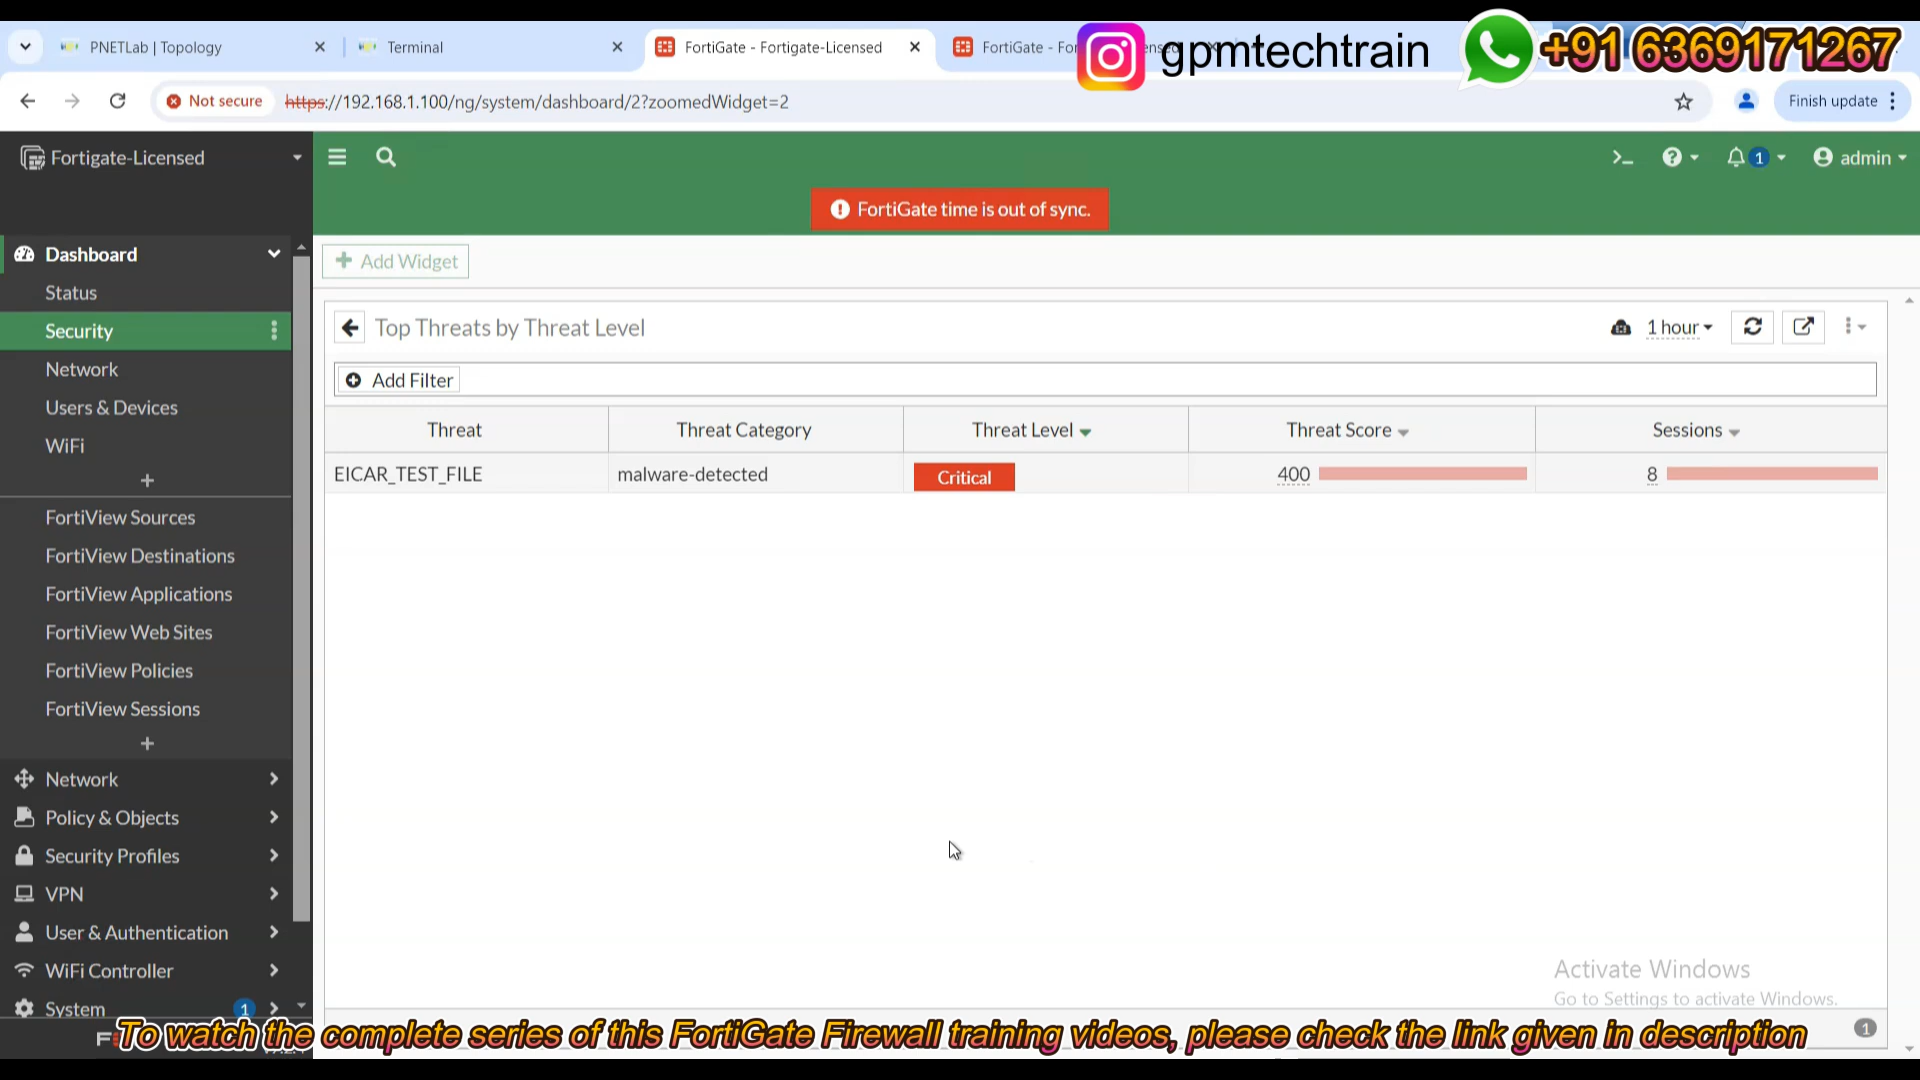 PNETLab | Topology
Terminal
FortiGate - Fortigate-Licensed
FortiGate - For
gpmtechtrain
+91 6369171267
Not secure
https://192.168.1.100/ng/system/dashboard/2?zoomedWidget=2
Finish update
Fortigate-Licensed
1
admin
FortiGate time is out of sync.
Dashboard
Status
Security
Network
Users & Devices
WiFi
FortiView Sources
FortiView Destinations
FortiView Applications
FortiView Web Sites
FortiView Policies
FortiView Sessions
Network
Policy & Objects
Security Profiles
VPN
User & Authentication
WiFi Controller
System 1
Add Widget
Top Threats by Threat Level
1 hour
Add Filter
Threat Threat Category Threat Level Threat Score Sessions
EICAR_TEST_FILE malware-detected Critical 400 8
Activate Windows
Go to Settings to activate Windows.
1
To watch the complete series of this FortiGate Firewall training videos, please check the link given in description